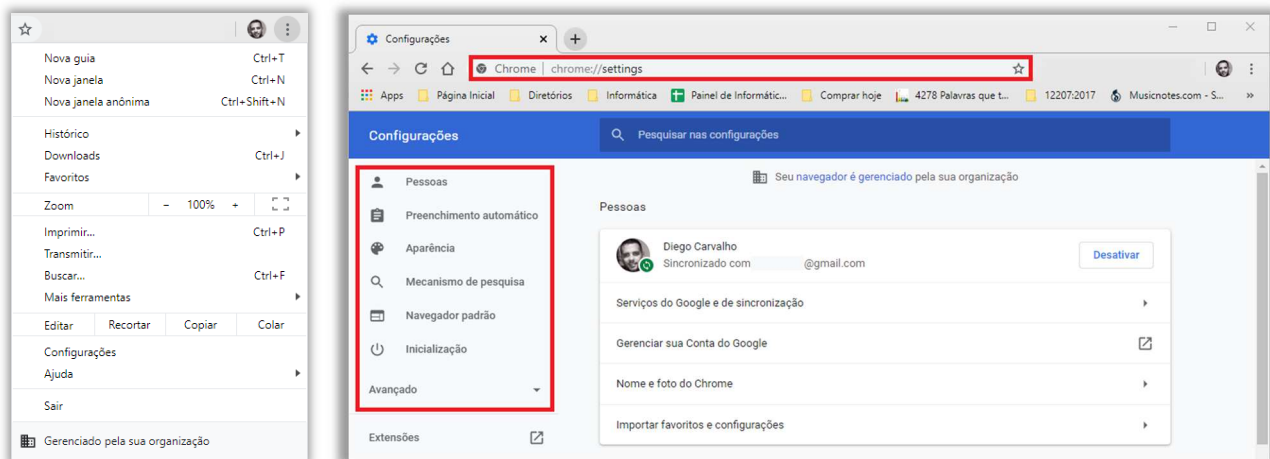 Nova guia Ctrl+T
Nova janela Ctrl+N
Nova janela anônima Ctrl+Shift+N
Histórico
Downloads Ctrl+J
Favoritos
Zoom - 100% +
Imprimir... Ctrl+P
Transmitir...
Buscar... Ctrl+F
Mais ferramentas
Editar Recortar Copiar Colar
Configurações
Ajuda
Sair
Gerenciado pela sua organização
Configurações
Chrome | chrome://settings
Apps Página Inicial Diretórios Informática Painel de Informátic... Comprar hoje 4278 Palavras que t... 12207:2017 Musicnotes.com - S... »
Configurações Pesquisar nas configurações
Pessoas
Preenchimento automático
Aparência
Mecanismo de pesquisa
Navegador padrão
Inicialização
Avançado
Extensões
Seu navegador é gerenciado pela sua organização
Pessoas
Diego Carvalho
Sincronizado com @gmail.com
Desativar
Serviços do Google e de sincronização
Gerenciar sua Conta do Google
Nome e foto do Chrome
Importar favoritos e configurações